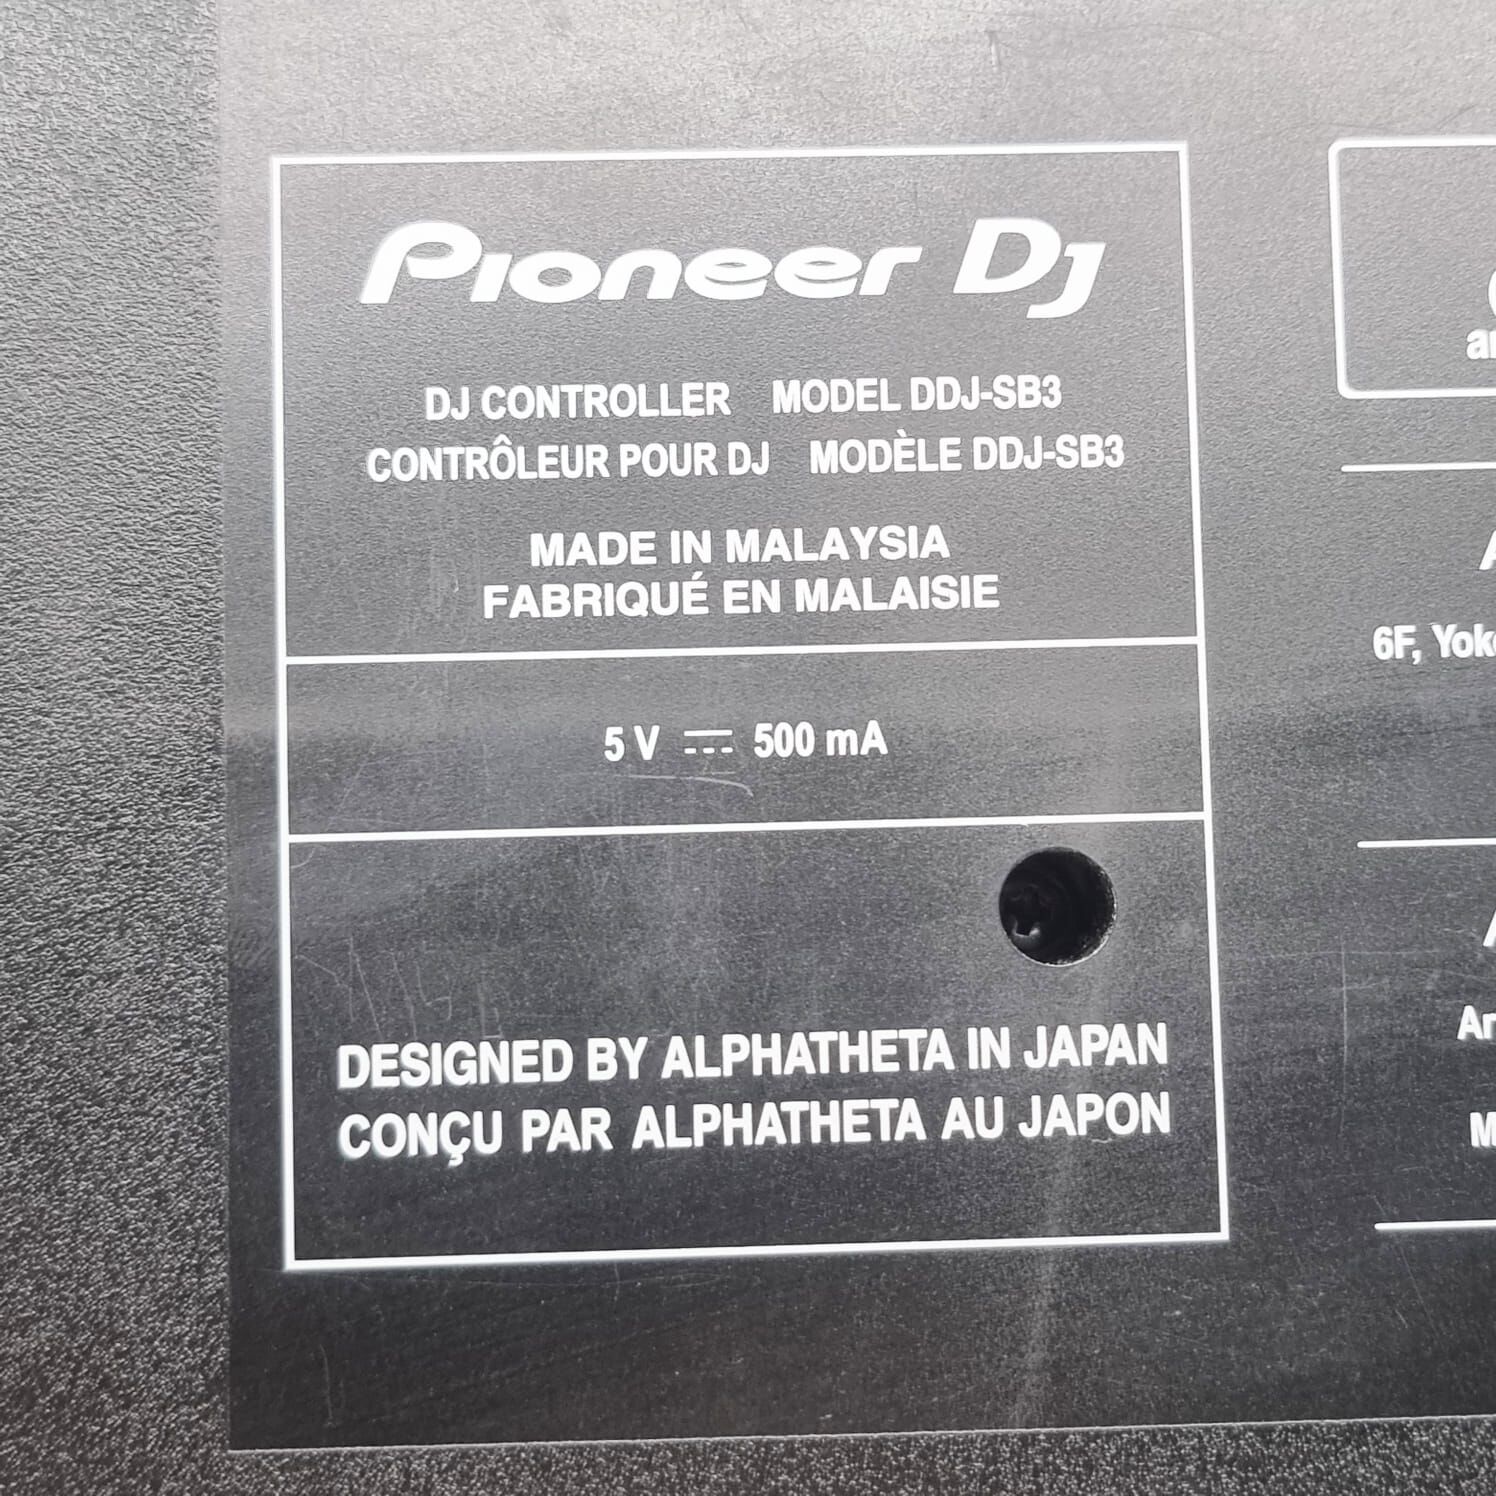 Pioneer DJ
DJ CONTROLLER MODEL DDJ-SB3
CONTRÔLEUR POUR DJ MODÈLE DDJ-SB3
MADE IN MALAYSIA
FABRIQUÉ EN MALAISIE
5 V ⎓ 500 mA
DESIGNED BY ALPHATHETA IN JAPAN
CONÇU PAR ALPHATHETA AU JAPON
6F,